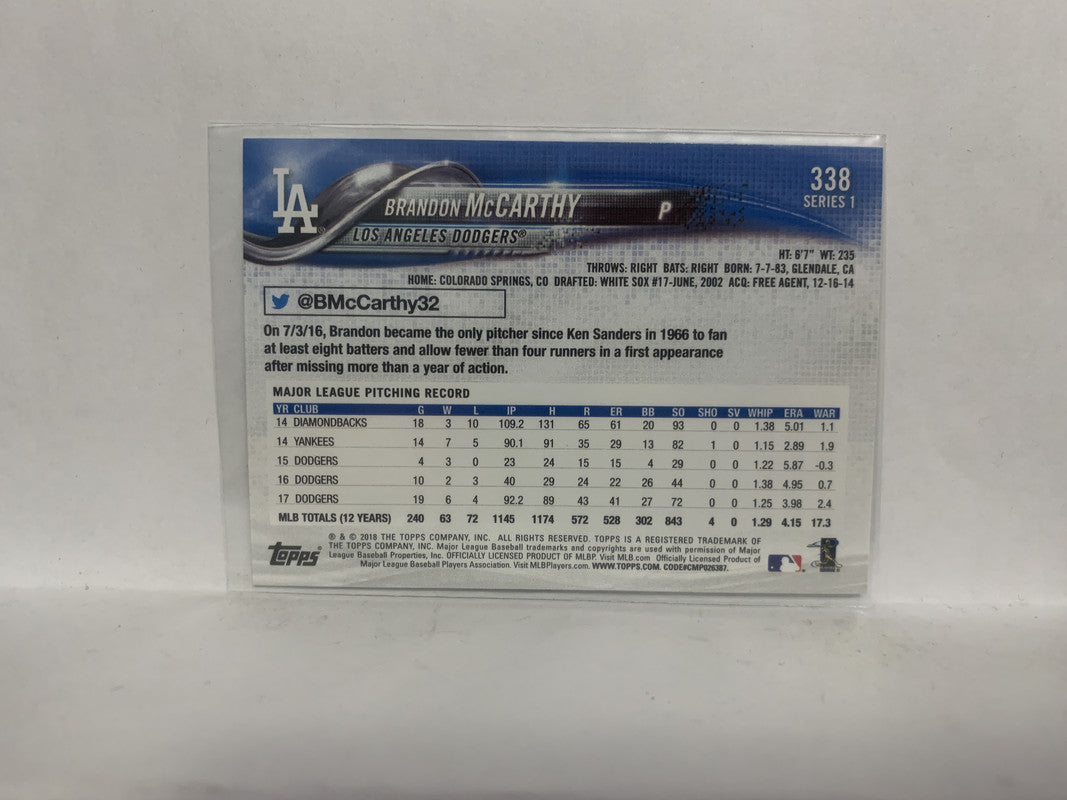 LA
BRANDON McCARTHY P
LOS ANGELES DODGERS®
338
SERIES 1
HT: 6'7" WT: 235
THROWS: RIGHT BATS: RIGHT BORN: 7-7-83, GLENDALE, CA
HOME: COLORADO SPRINGS, CO DRAFTED: WHITE SOX #17-JUNE, 2002 ACQ: FREE AGENT, 12-16-14
@BMcCarthy32
On 7/3/16, Brandon became the only pitcher since Ken Sanders in 1966 to fan
at least eight batters and allow fewer than four runners in a first appearance
after missing more than a year of action.
MAJOR LEAGUE PITCHING RECORD
YR CLUB G W L IP H R ER BB SO SHO SV WHIP ERA WAR
14 DIAMONDBACKS 18 3 10 109.2 131 65 61 20 93 0 0 1.38 5.01 1.1
14 YANKEES 14 7 5 90.1 91 35 29 13 82 1 0 1.15 2.89 1.9
15 DODGERS 4 3 0 23 24 15 15 4 29 0 0 1.22 5.87 -0.3
16 DODGERS 10 2 3 40 29 24 22 26 44 0 0 1.38 4.95 0.7
17 DODGERS 19 6 4 92.2 89 43 41 27 72 0 0 1.25 3.98 2.4
MLB TOTALS (12 YEARS) 240 63 72 1145 1174 572 528 302 843 4 0 1.29 4.15 17.3
topps
® & © 2018 THE TOPPS COMPANY, INC. ALL RIGHTS RESERVED. TOPPS IS A REGISTERED TRADEMARK OF
THE TOPPS COMPANY, INC. Major League Baseball trademarks and copyrights are used with permission of Major
League Baseball Properties, Inc. OFFICIALLY LICENSED PRODUCT OF MLBP. Visit MLB.com Officially Licensed Product of
Major League Baseball Players Association. Visit MLBPlayers.com. WWW.TOPPS.COM. CODE#CMP026387.